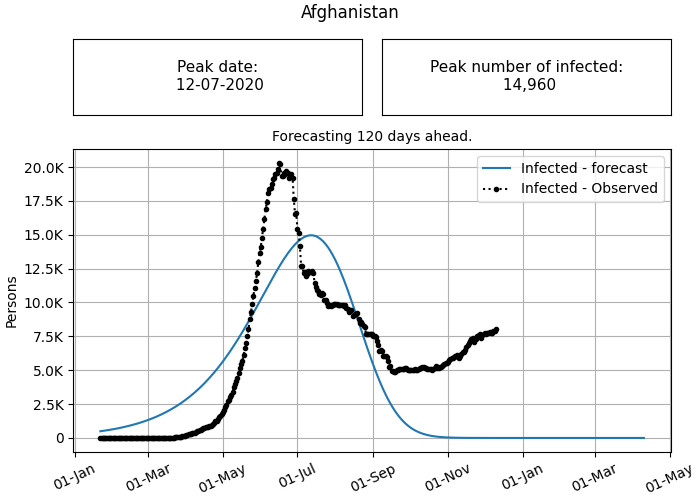 Afghanistan
Peak date:
12-07-2020
Peak number of infected:
14,960
Forecasting 120 days ahead.
Infected - forecast
Infected - Observed
Persons
20.0K
17.5K
15.0K
12.5K
10.0K
7.5K
5.0K
2.5K
0
01-Jan
01-Mar
01-May
01-Jul
01-Sep
01-Nov
01-Jan
01-Mar
01-May